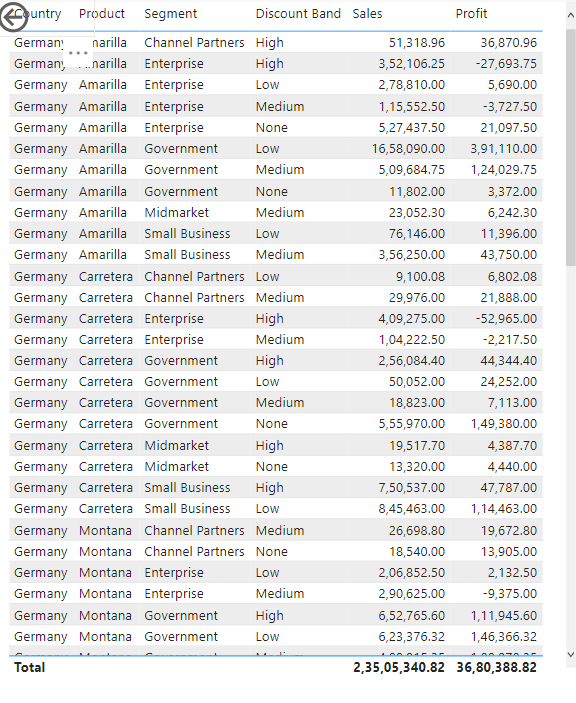 Country Product Segment Discount Band Sales Profit
Germany Amarilla Channel Partners High 51,318.96 36,870.96
Germany Amarilla Enterprise High 3,52,106.25 -27,693.75
Germany Amarilla Enterprise Low 2,78,810.00 5,690.00
Germany Amarilla Enterprise Medium 1,15,552.50 -3,727.50
Germany Amarilla Enterprise None 5,27,437.50 21,097.50
Germany Amarilla Government Low 16,58,090.00 3,91,110.00
Germany Amarilla Government Medium 5,09,684.75 1,24,029.75
Germany Amarilla Government None 11,802.00 3,372.00
Germany Amarilla Midmarket Medium 23,052.30 6,242.30
Germany Amarilla Small Business Low 76,146.00 11,396.00
Germany Amarilla Small Business Medium 3,56,250.00 43,750.00
Germany Carretera Channel Partners Low 9,100.08 6,802.08
Germany Carretera Channel Partners Medium 29,976.00 21,888.00
Germany Carretera Enterprise High 4,09,275.00 -52,965.00
Germany Carretera Enterprise Medium 1,04,222.50 -2,217.50
Germany Carretera Government High 2,56,084.40 44,344.40
Germany Carretera Government Low 50,052.00 24,252.00
Germany Carretera Government Medium 18,823.00 7,113.00
Germany Carretera Government None 5,55,970.00 1,49,380.00
Germany Carretera Midmarket High 19,517.70 4,387.70
Germany Carretera Midmarket None 13,320.00 4,440.00
Germany Carretera Small Business High 7,50,537.00 47,787.00
Germany Carretera Small Business Low 8,45,463.00 1,14,463.00
Germany Montana Channel Partners Medium 26,698.80 19,672.80
Germany Montana Channel Partners None 18,540.00 13,905.00
Germany Montana Enterprise Low 2,06,852.50 2,132.50
Germany Montana Enterprise Medium 2,90,625.00 -9,375.00
Germany Montana Government High 6,52,765.60 1,11,945.60
Germany Montana Government Low 6,23,376.32 1,46,366.32
Total 2,35,05,340.82 36,80,388.82